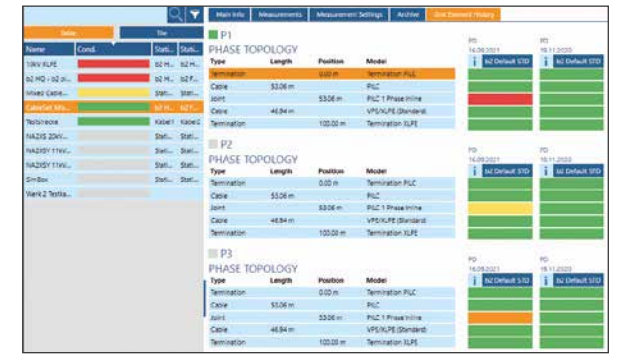 Main Info Measurements Measurement Settings Archive Grid Element History
Delay Tile
Name Cond. Stati... Stati...
10kV XLPE b2 H... b2 H...
b2 HQ - b2 b2 M... b2 F...
Mixed Cable... Stati... Stati...
CableSet b2 H... b2 F...
Teststrecke Kabel1 Kabel2
NA2XS 20kV... Stati... Stati...
NA2XSY 11kV... Stati... Stati...
NA2XSY 11kV... Stati... Stati...
SimBox Stati... Stati...
Werk 2 Testka...
P1
PHASE TOPOLOGY
Type Length Position Model
Termination 0.00 m Termination PILC
Cable 53.06 m PILC
Joint 53.06 m PILC 1 Phase Inline
Cable 46.94 m VPE/XLPE (Standard)
Termination 100.00 m Termination XLPE
PD PD
16.09.2021 19.11.2020
i b2 Default STD i b2 Default STD
P2
PHASE TOPOLOGY
Type Length Position Model
Termination 0.00 m Termination PILC
Cable 53.06 m PILC
Joint 53.06 m PILC 1 Phase Inline
Cable 46.94 m VPE/XLPE (Standard)
Termination 100.00 m Termination XLPE
PD PD
16.09.2021 19.11.2020
i b2 Default STD i b2 Default STD
P3
PHASE TOPOLOGY
Type Length Position Model
Termination 0.00 m Termination PILC
Cable 53.06 m PILC
Joint 53.06 m PILC 1 Phase Inline
Cable 46.94 m VPE/XLPE (Standard)
Termination 100.00 m Termination XLPE
PD PD
16.09.2021 19.11.2020
i b2 Default STD i b2 Default STD